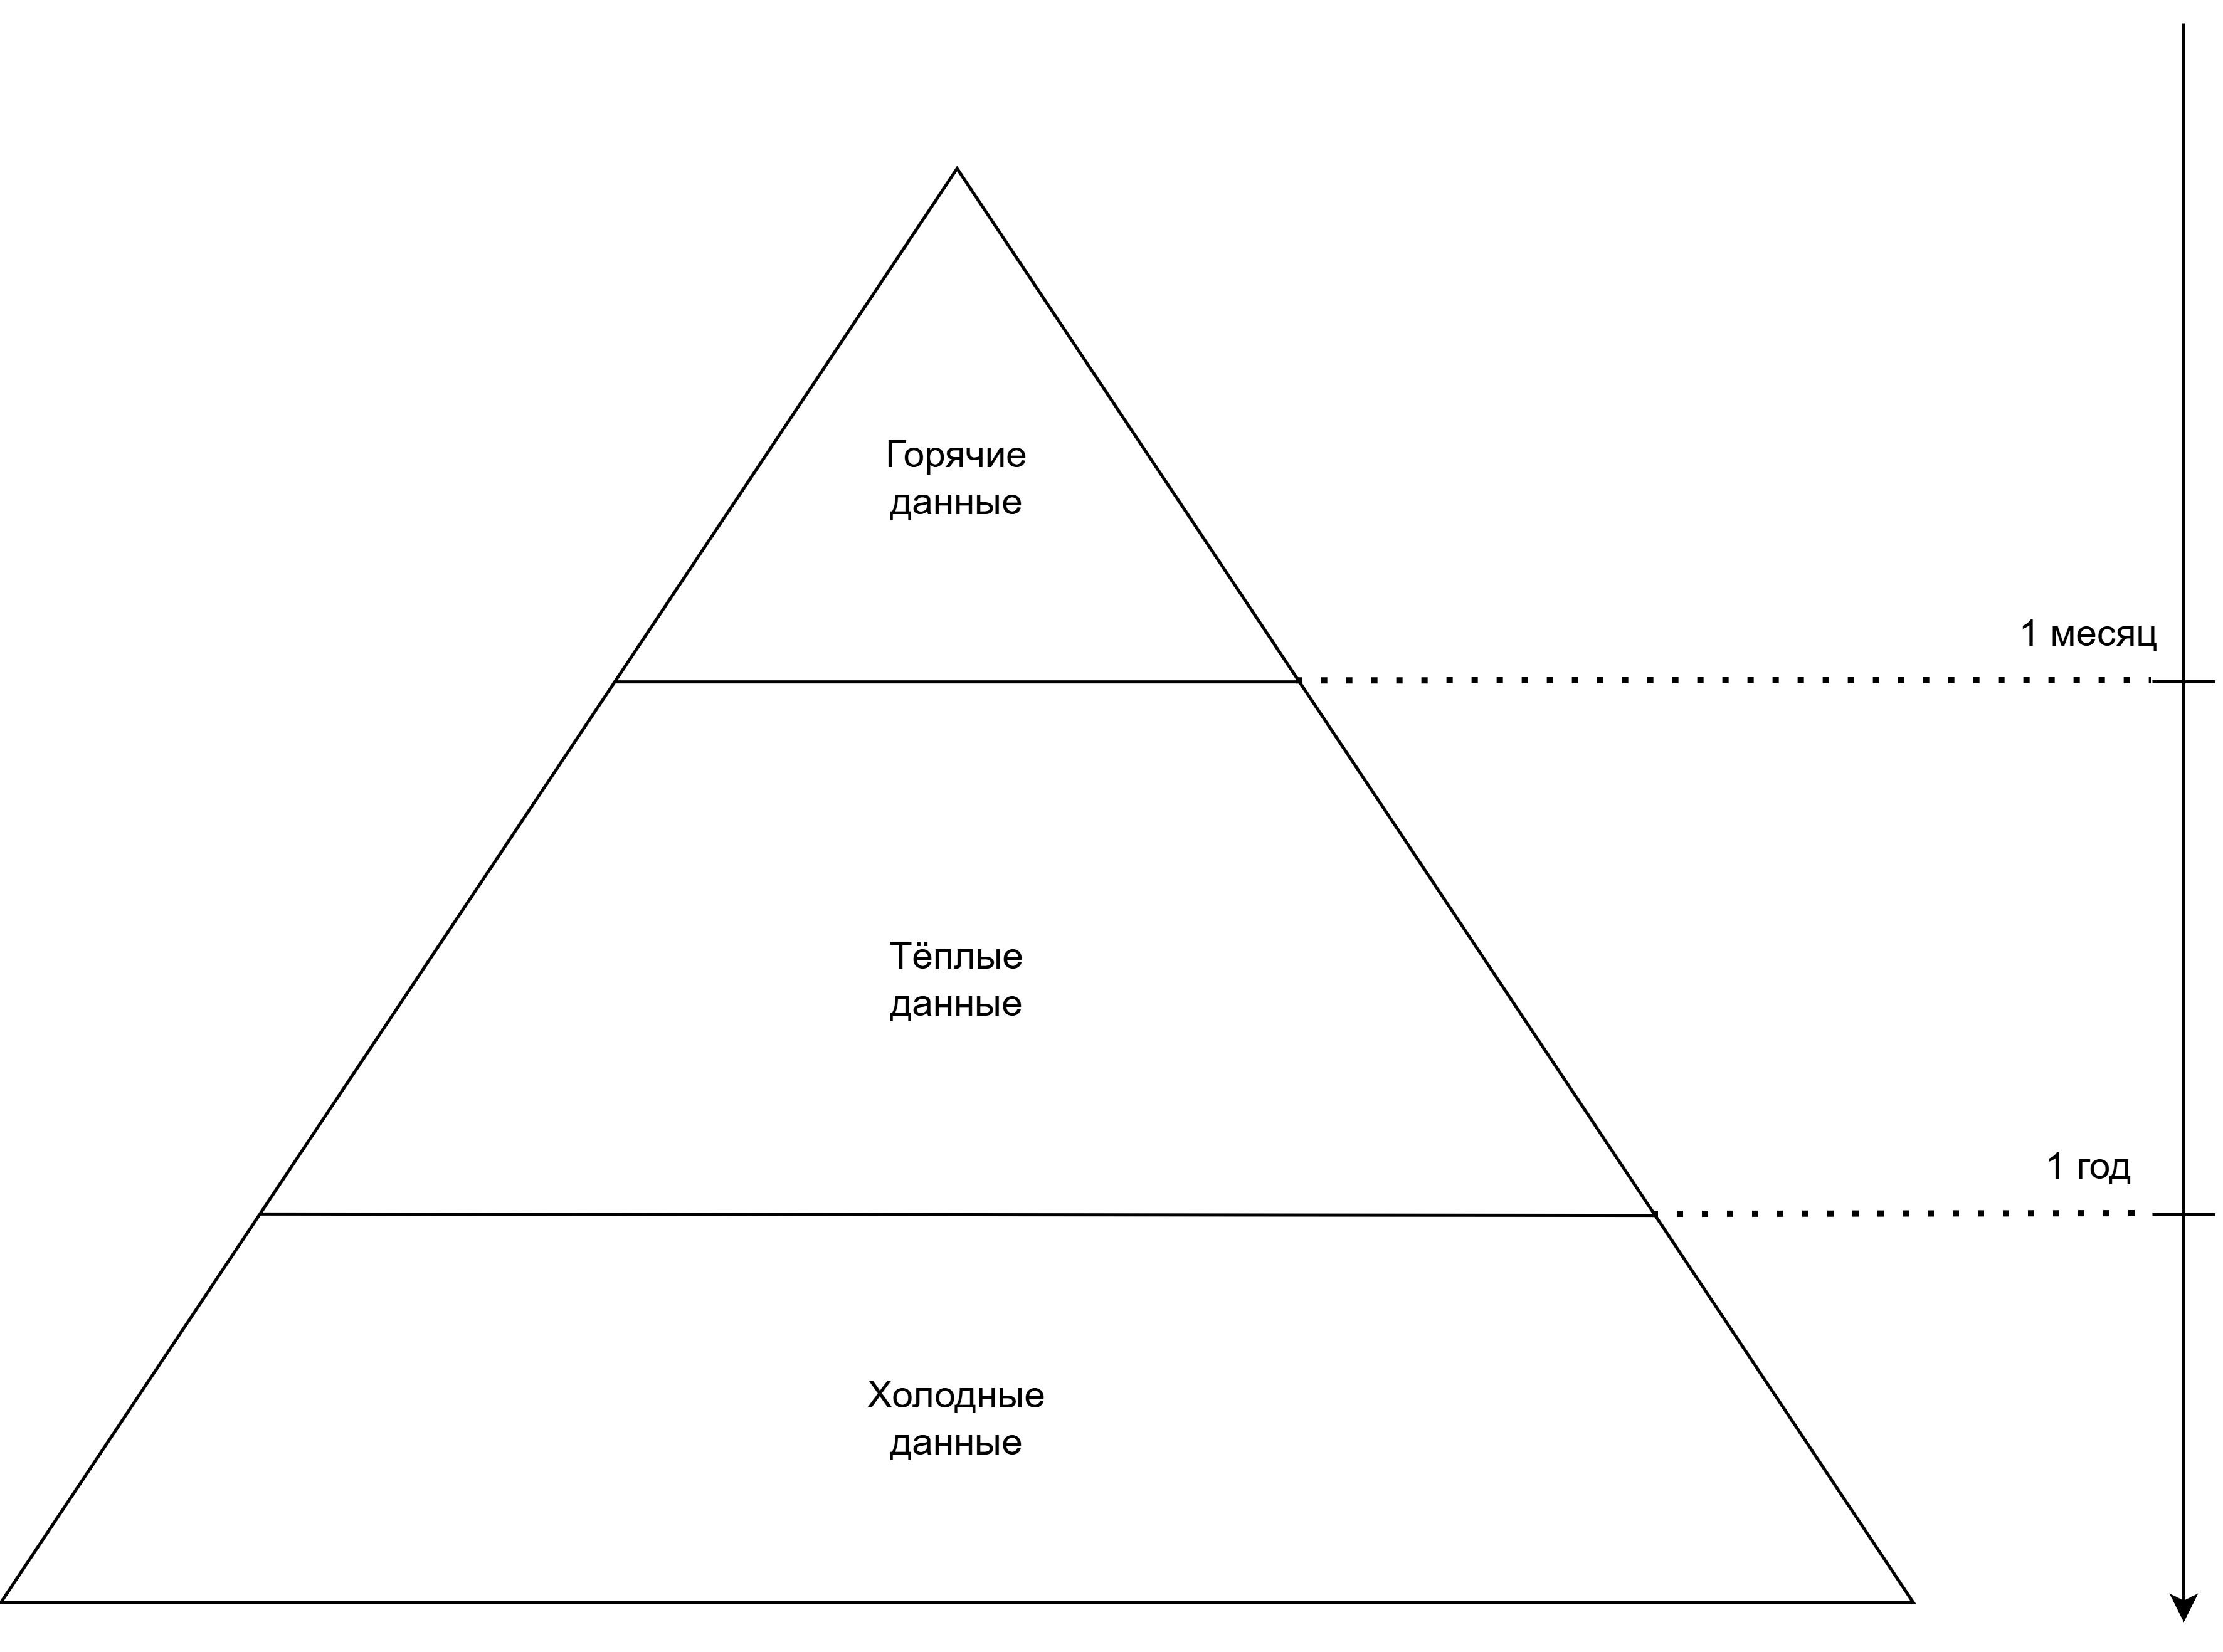 Горячие
данные
1 месяц
Тёплые
данные
1 год
Холодные
данные